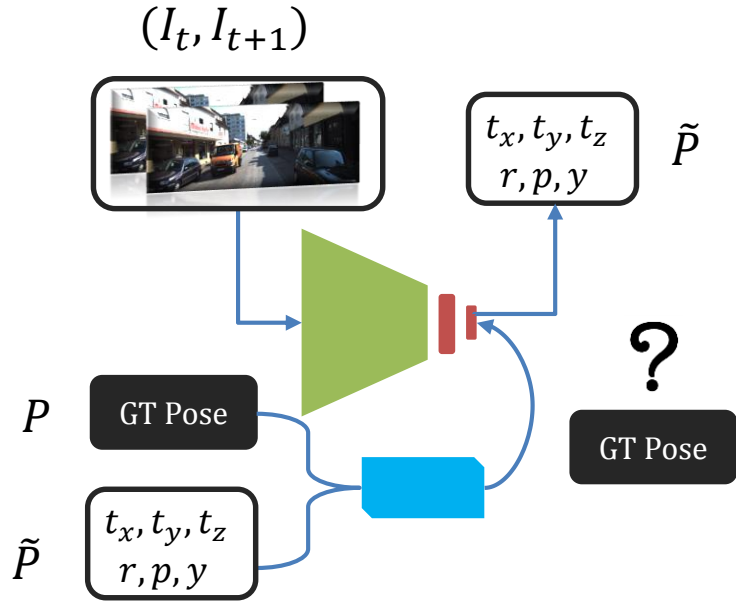 (I_t, I_{t+1})
t_x, t_y, t_z
r, p, y
P̃
?
P
GT Pose
GT Pose
t_x, t_y, t_z
r, p, y
P̃